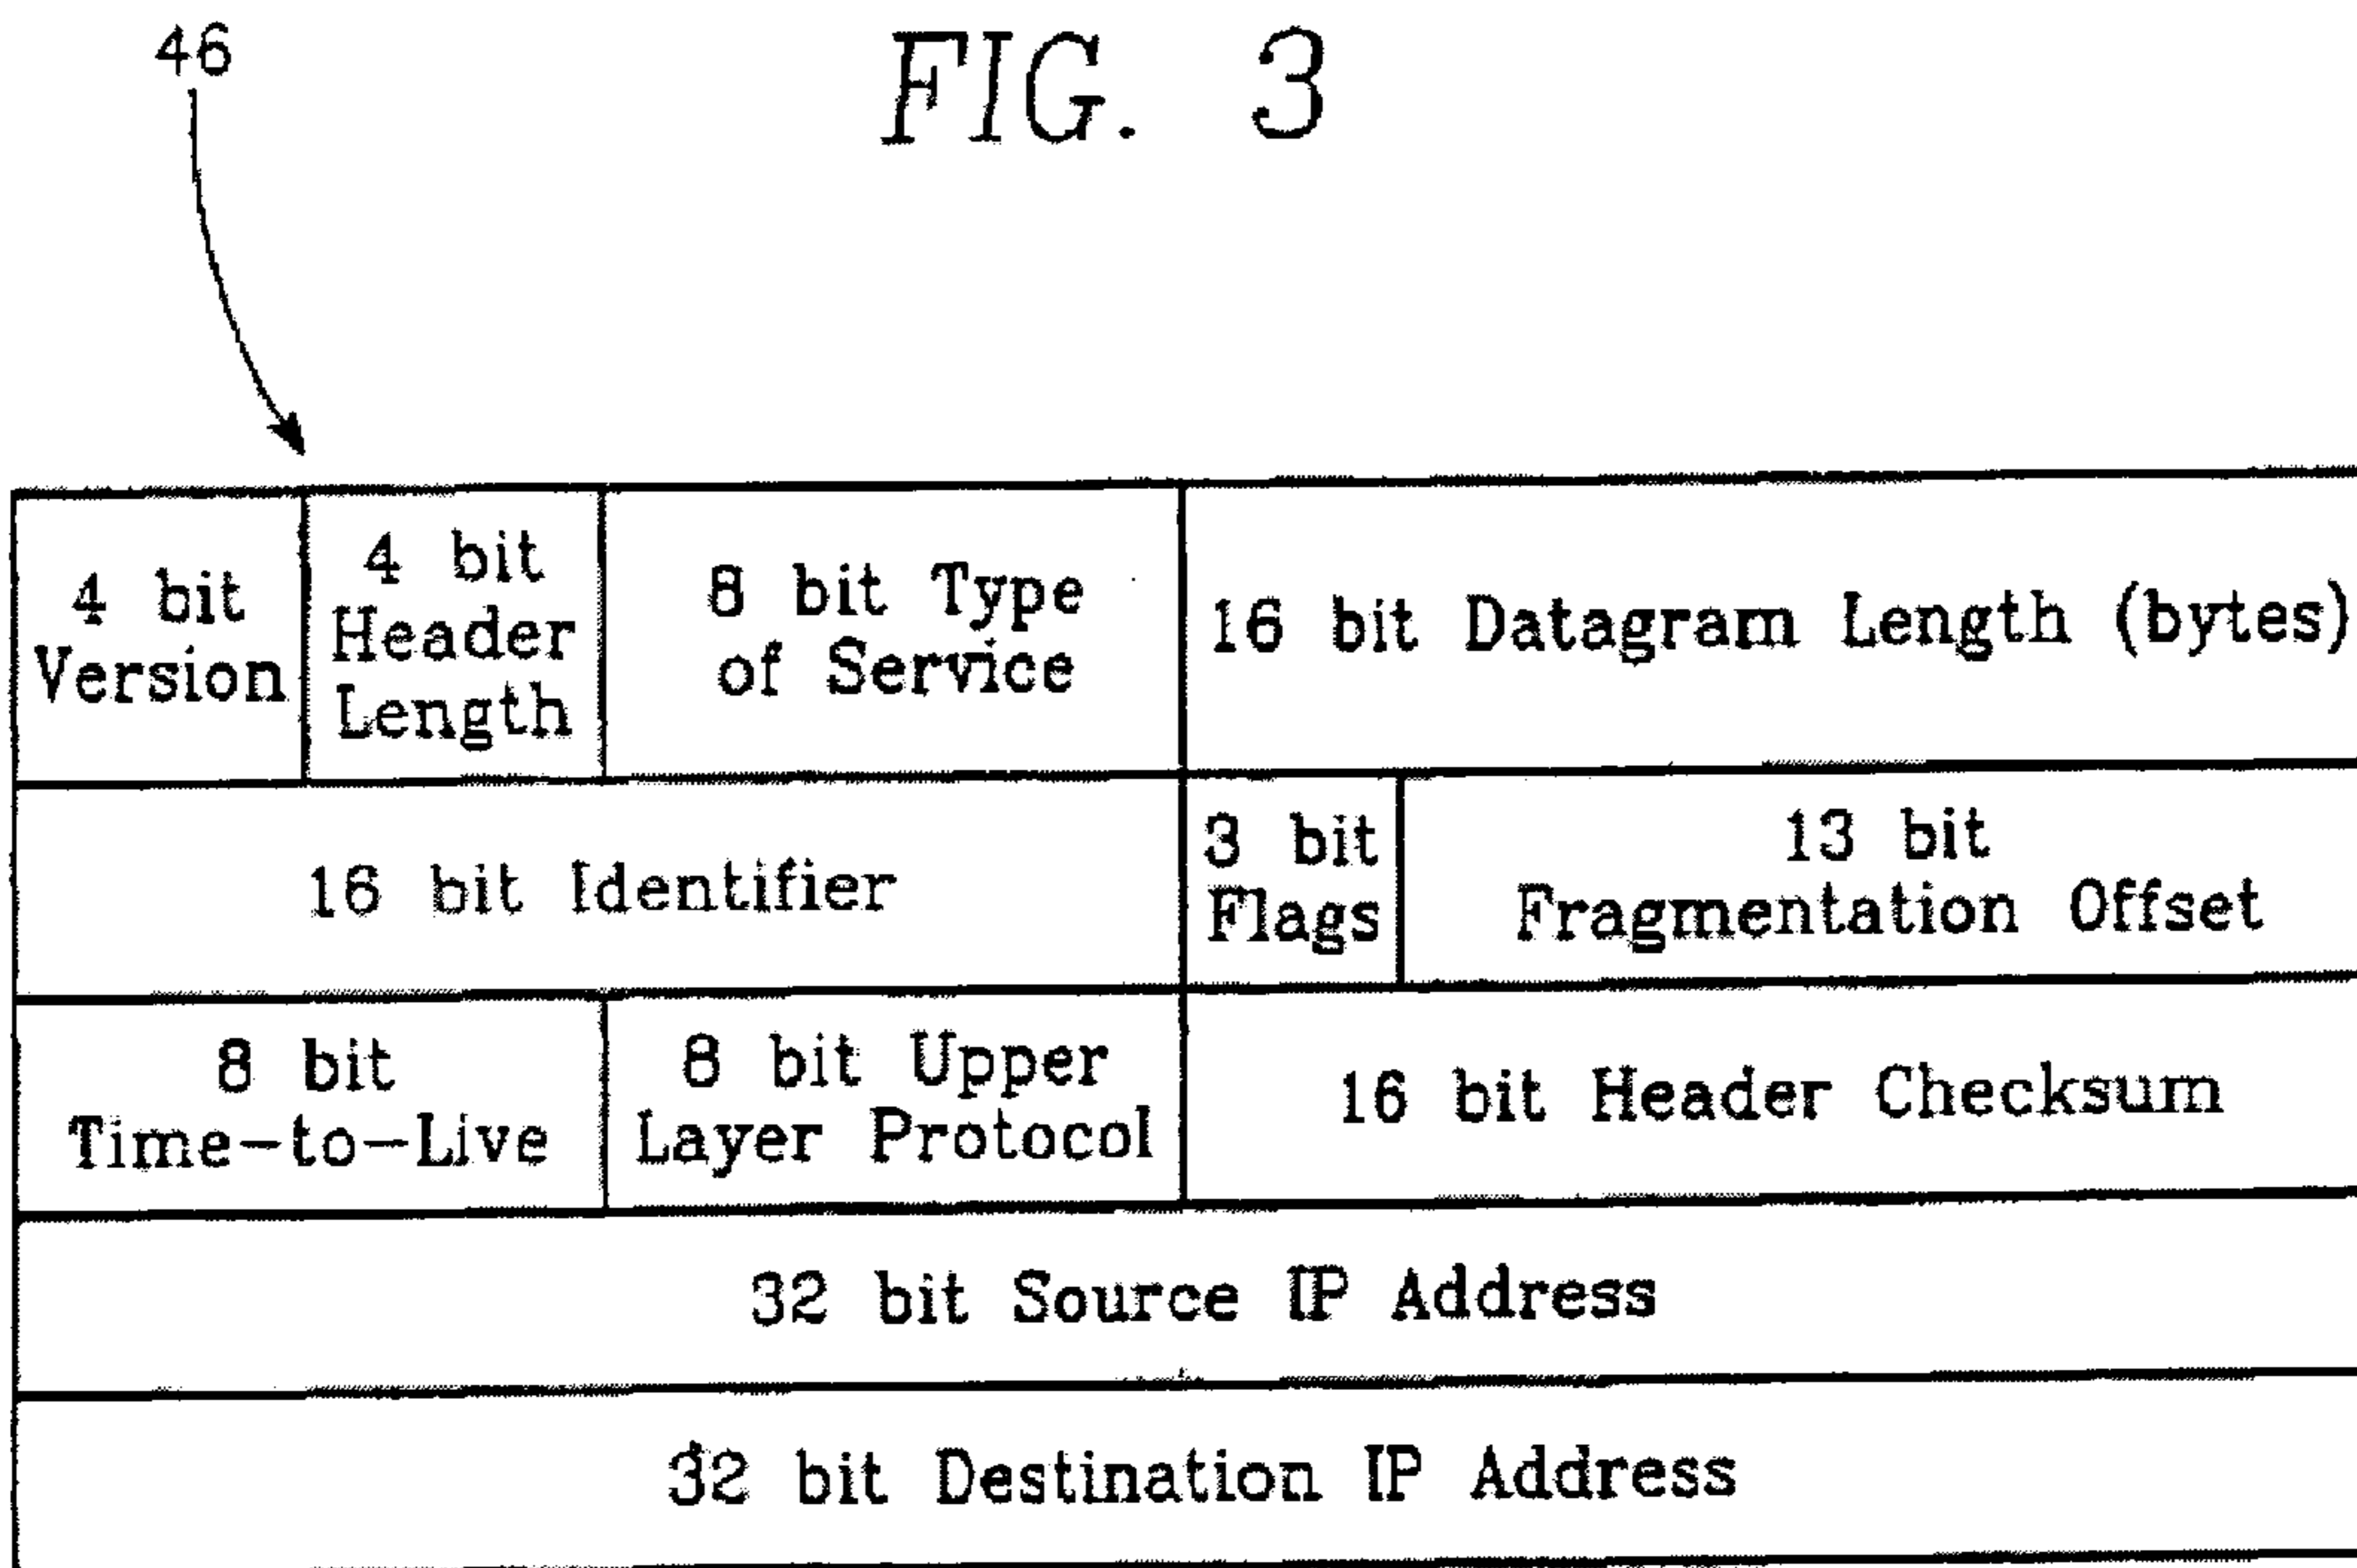 46
FIG. 3
4 bit
Version
4 bit
Header
Length
8 bit Type
of Service
16 bit Datagram Length (bytes)
16 bit Identifier
3 bit
Flags
13 bit
Fragmentation Offset
8 bit
Time-to-Live
8 bit Upper
Layer Protocol
16 bit Header Checksum
32 bit Source IP Address
32 bit Destination IP Address